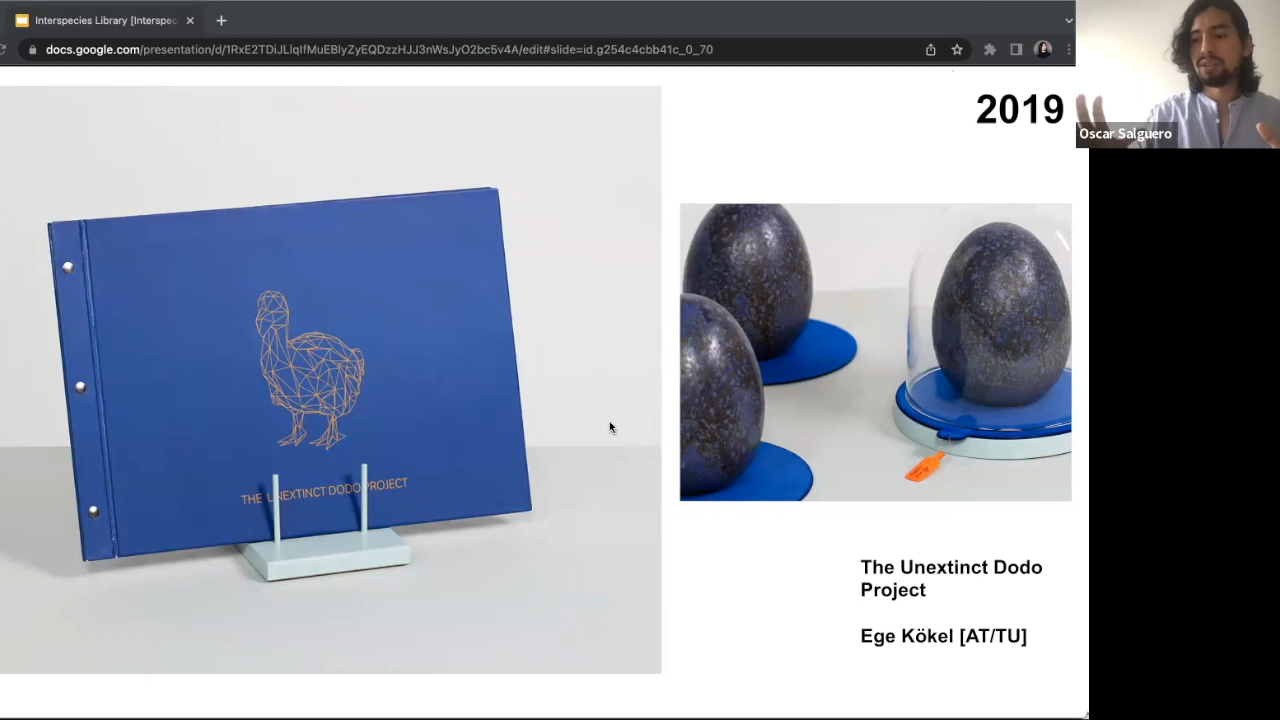 Interspecies Library [Interspec
docs.google.com/presentation/d/1RxE2TDiJLlqIfMuEBlyZyEQDzzHJJ3nWsJyO2bc5v4A/edit#slide=id.g254c4cbb41c_0_70
2019
Oscar Salguero
THE UNEXTINCT DODO PROJECT
The Unextinct Dodo
Project
Ege Kökel [AT/TU]